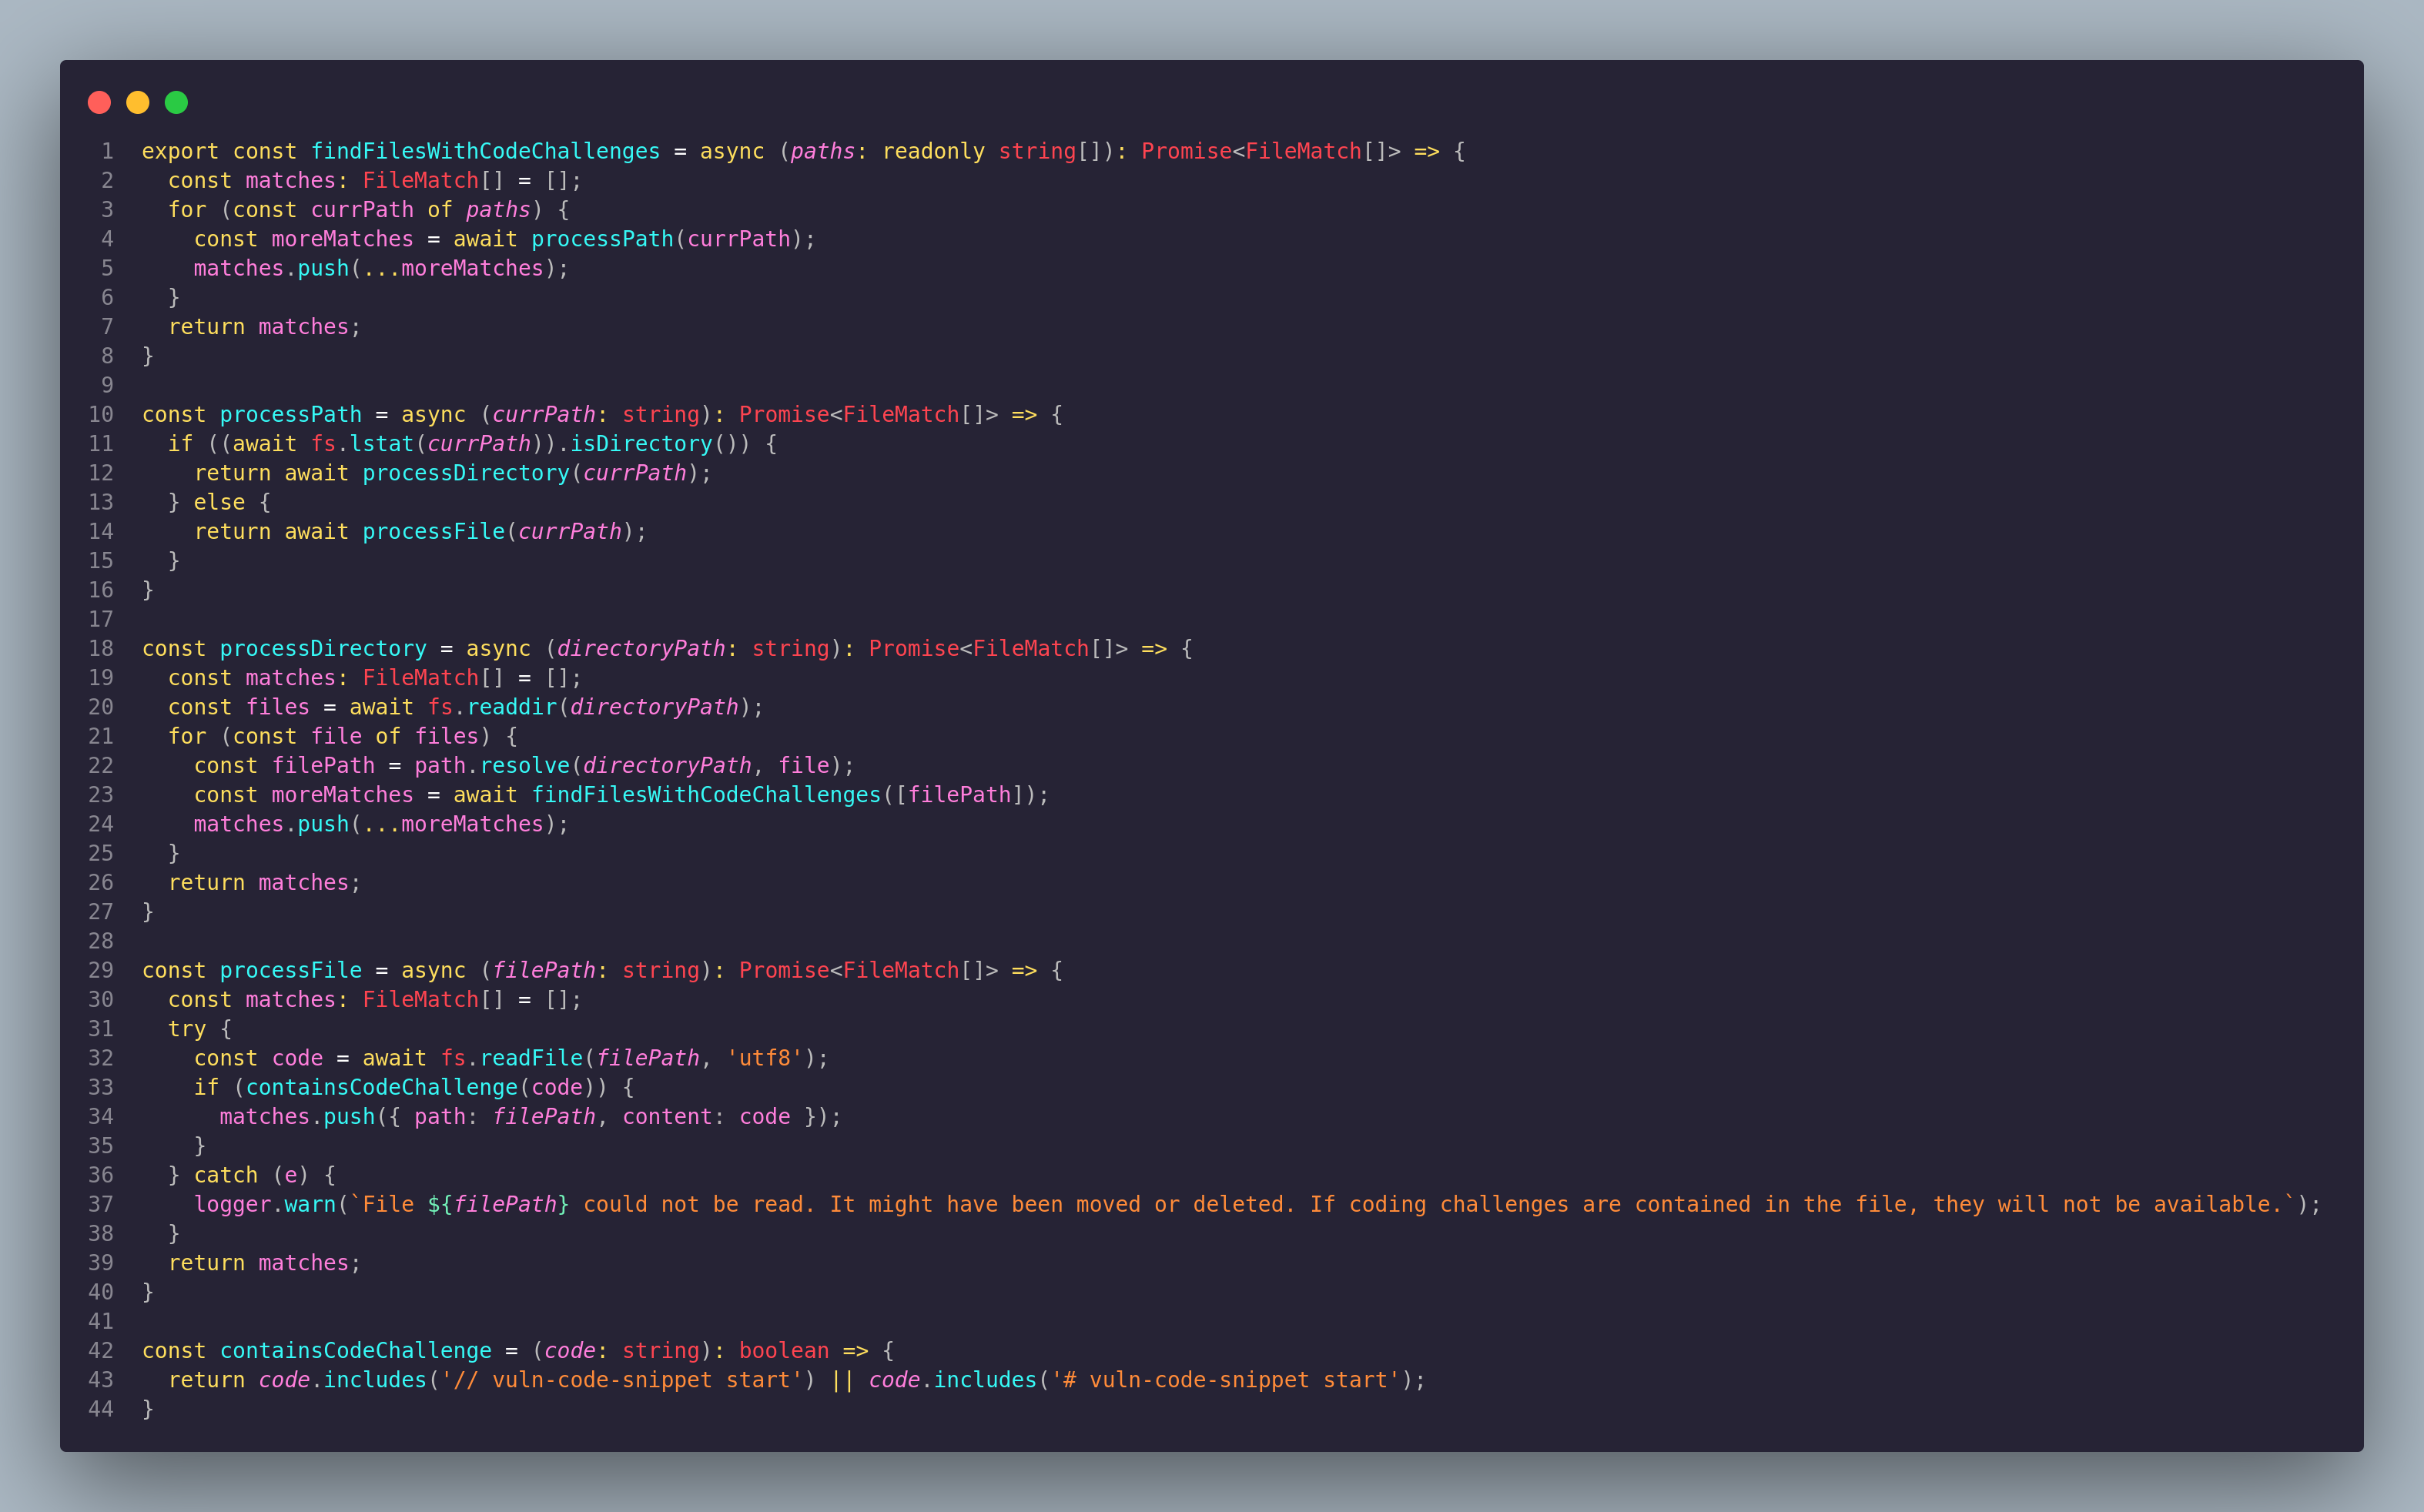 1 export const findFilesWithCodeChallenges = async (paths: readonly string[]): Promise<FileMatch[]> => {
2   const matches: FileMatch[] = [];
3   for (const currPath of paths) {
4     const moreMatches = await processPath(currPath);
5     matches.push(...moreMatches);
6   }
7   return matches;
8 }
9
10 const processPath = async (currPath: string): Promise<FileMatch[]> => {
11   if ((await fs.lstat(currPath)).isDirectory()) {
12     return await processDirectory(currPath);
13   } else {
14     return await processFile(currPath);
15   }
16 }
17
18 const processDirectory = async (directoryPath: string): Promise<FileMatch[]> => {
19   const matches: FileMatch[] = [];
20   const files = await fs.readdir(directoryPath);
21   for (const file of files) {
22     const filePath = path.resolve(directoryPath, file);
23     const moreMatches = await findFilesWithCodeChallenges([filePath]);
24     matches.push(...moreMatches);
25   }
26   return matches;
27 }
28
29 const processFile = async (filePath: string): Promise<FileMatch[]> => {
30   const matches: FileMatch[] = [];
31   try {
32     const code = await fs.readFile(filePath, 'utf8');
33     if (containsCodeChallenge(code)) {
34       matches.push({ path: filePath, content: code });
35     }
36   } catch (e) {
37     logger.warn(`File ${filePath} could not be read. It might have been moved or deleted. If coding challenges are contained in the file, they will not be available.`);
38   }
39   return matches;
40 }
41
42 const containsCodeChallenge = (code: string): boolean => {
43   return code.includes('// vuln-code-snippet start') || code.includes('# vuln-code-snippet start');
44 }